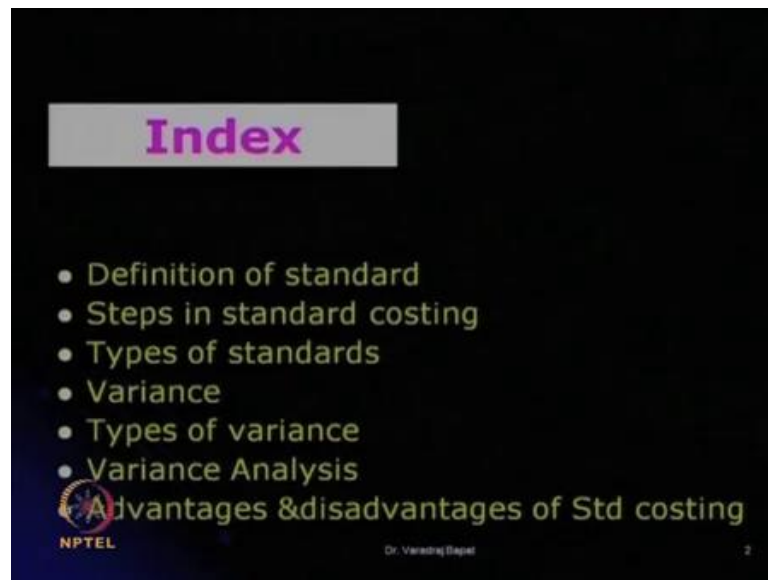 Index
• Definition of standard
• Steps in standard costing
• Types of standards
• Variance
• Types of variance
• Variance Analysis
• Advantages &disadvantages of Std costing
NPTEL
Dr. Varadraj Bapat
2